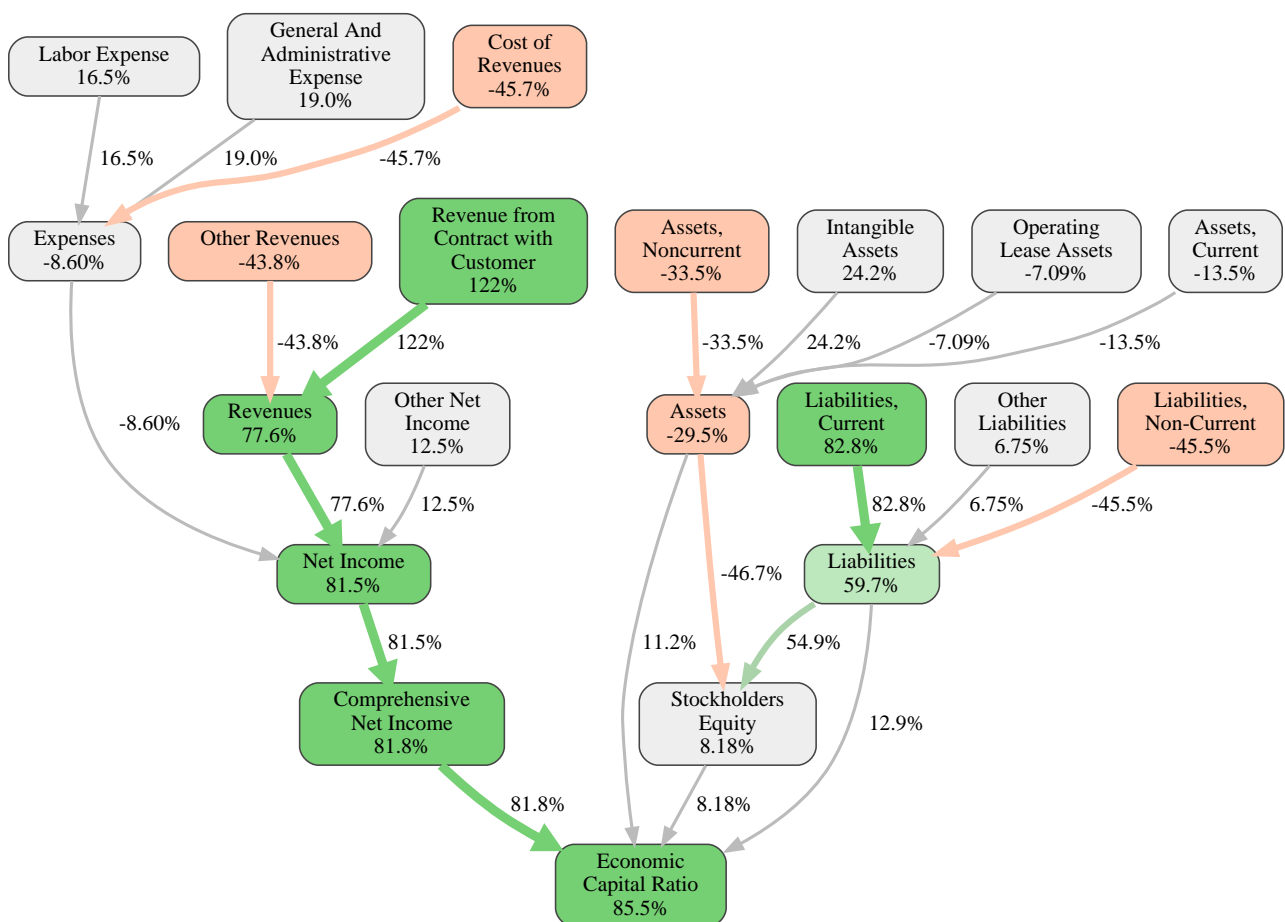 Labor Expense
16.5%
General And
Administrative
Expense
19.0%
Cost of
Revenues
-45.7%
16.5%
19.0%
-45.7%
Expenses
-8.60%
Other Revenues
-43.8%
Revenue from
Contract with
Customer
122%
Assets,
Noncurrent
-33.5%
Intangible
Assets
24.2%
Operating
Lease Assets
-7.09%
Assets,
Current
-13.5%
-43.8%
122%
-33.5%
24.2%
-7.09%
-13.5%
-8.60%
Revenues
77.6%
Other Net
Income
12.5%
Assets
-29.5%
Liabilities,
Current
82.8%
Other
Liabilities
6.75%
Liabilities,
Non-Current
-45.5%
77.6%
12.5%
82.8%
6.75%
-45.5%
Net Income
81.5%
-46.7%
Liabilities
59.7%
81.5%
11.2%
54.9%
Comprehensive
Net Income
81.8%
Stockholders
Equity
8.18%
12.9%
81.8%
8.18%
Economic
Capital Ratio
85.5%